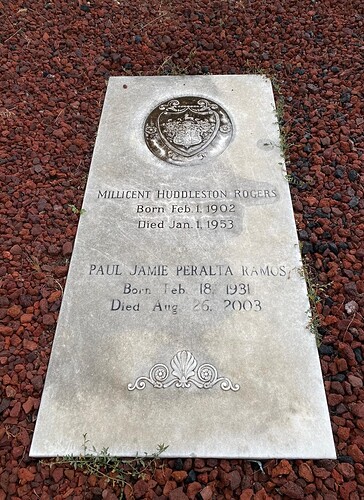 MILLICENT HUDDLESTON ROGERS
Born Feb. 1, 1902
Died Jan. 1, 1953
PAUL JAMIE PERALTA RAMOS
Born Feb. 18, 1931
Died Aug. 26, 2003